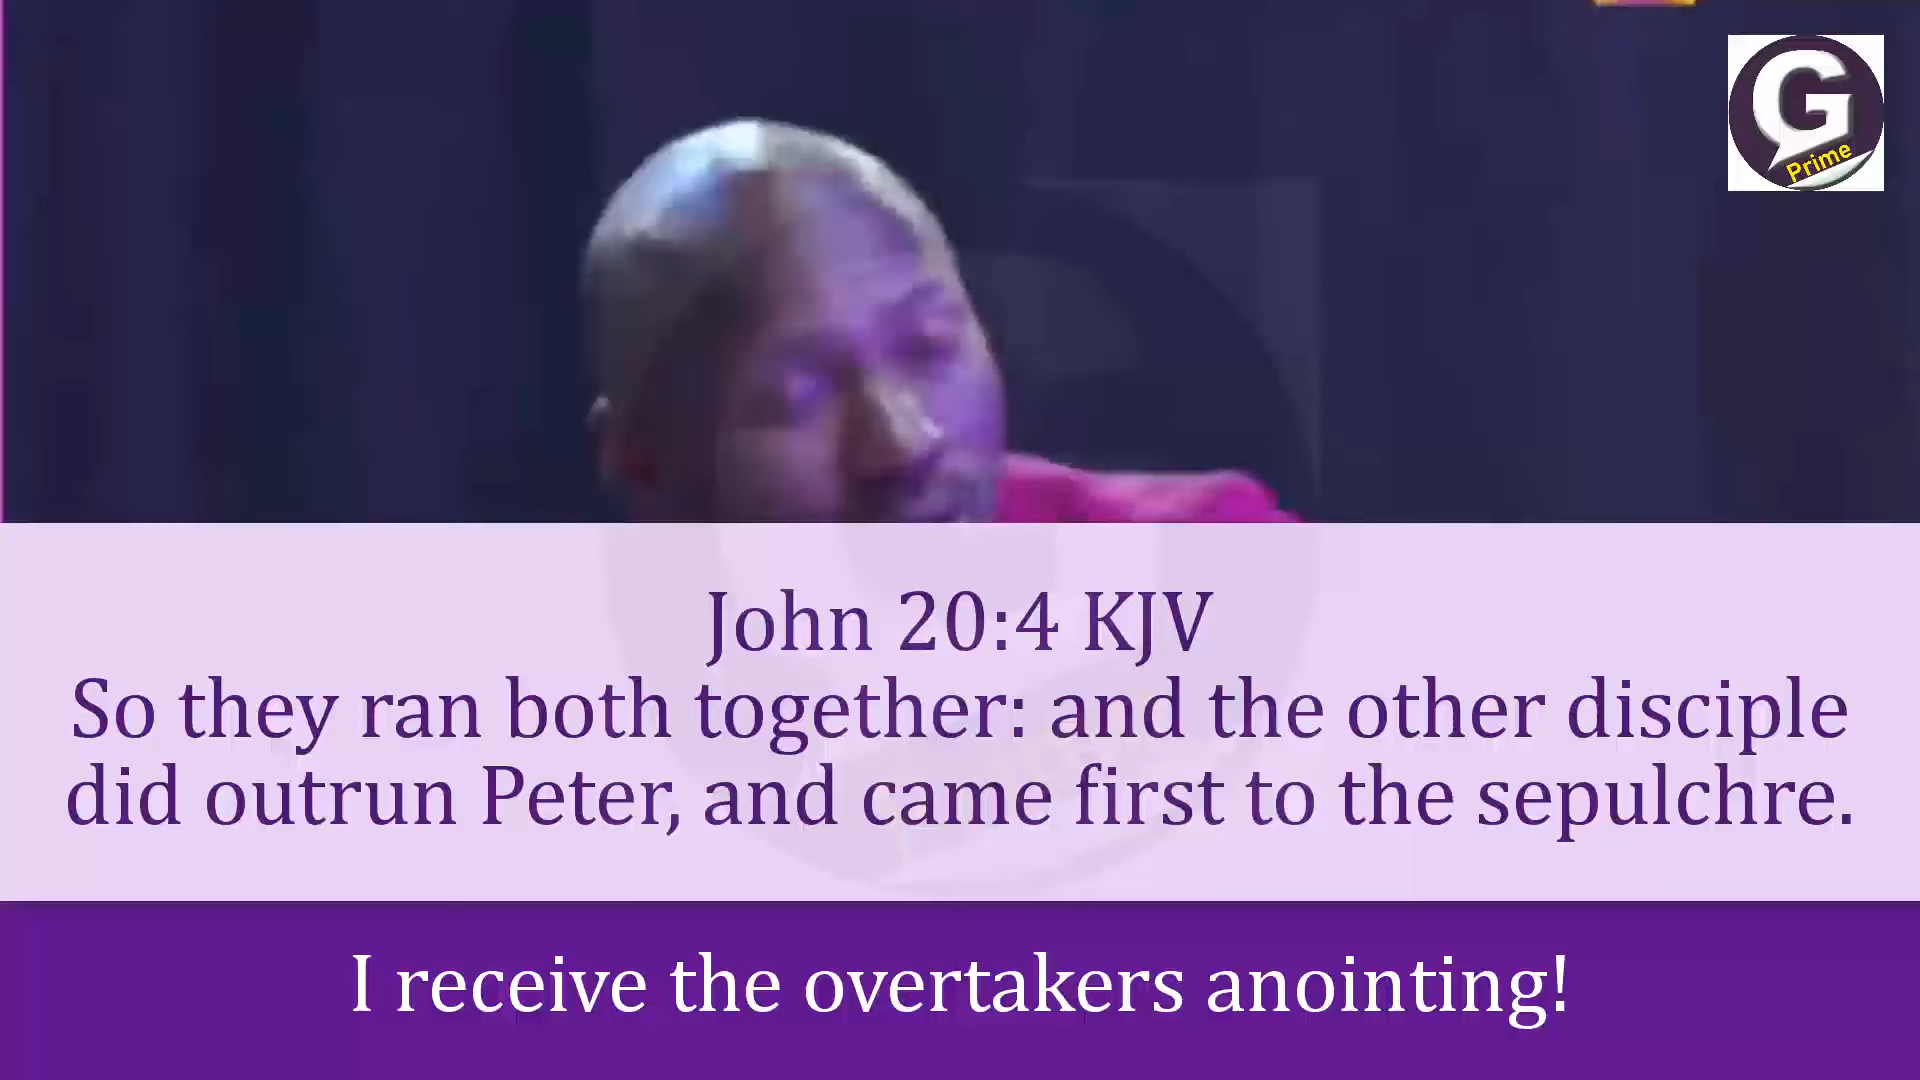 G
Prime
John 20:4 KJV
So they ran both together: and the other disciple
did outrun Peter, and came first to the sepulchre.
I receive the overtakers anointing!